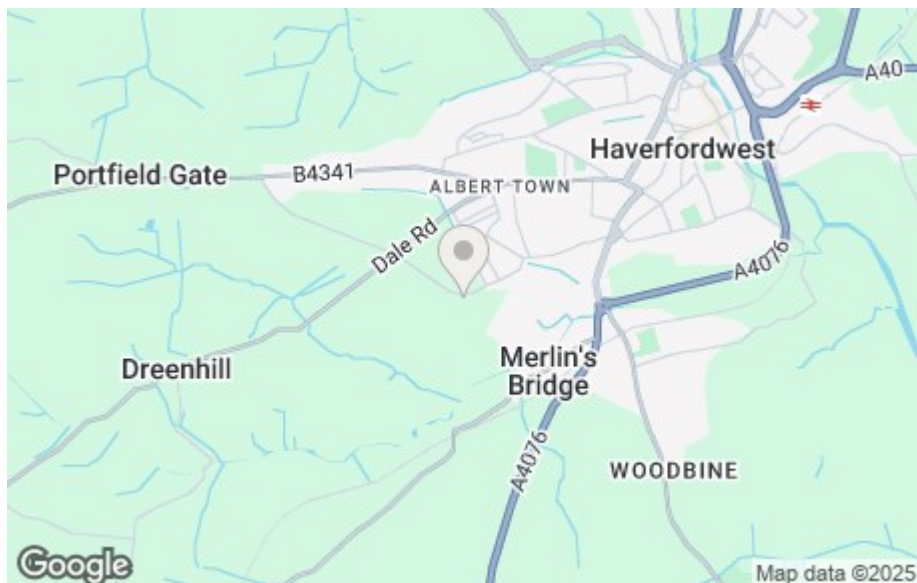 A40
Haverfordwest
Portfield Gate
B4341
ALBERT TOWN
Dale Rd
A4076
Dreenhill
Merlin's
Bridge
A4076
WOODBINE
Google
Map data ©2025